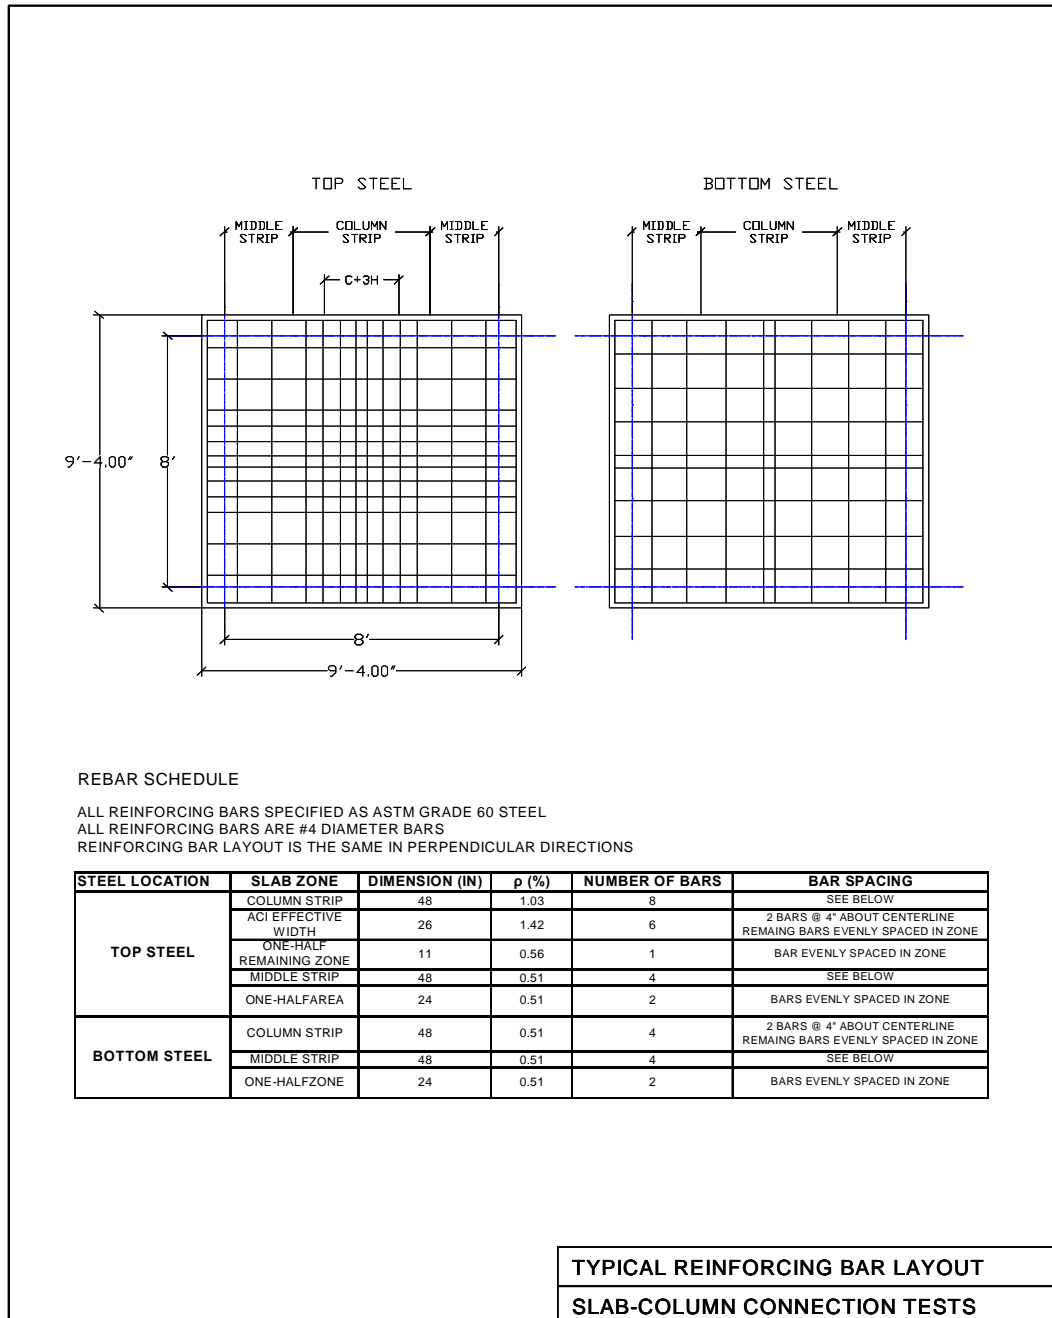 TOP STEEL
BOTTOM STEEL
MIDDLE STRIP
COLUMN STRIP
MIDDLE STRIP
MIDDLE STRIP
COLUMN STRIP
MIDDLE STRIP
C+3H
9'-4.00"
8'
8'
9'-4.00"
REBAR SCHEDULE
ALL REINFORCING BARS SPECIFIED AS ASTM GRADE 60 STEEL
ALL REINFORCING BARS ARE #4 DIAMETER BARS
REINFORCING BAR LAYOUT IS THE SAME IN PERPENDICULAR DIRECTIONS
STEEL LOCATION SLAB ZONE DIMENSION (IN) ρ (%) NUMBER OF BARS BAR SPACING
TOP STEEL
COLUMN STRIP 48 1.03 8 SEE BELOW
ACI EFFECTIVE WIDTH 26 1.42 6 2 BARS @ 4" ABOUT CENTERLINE REMAING BARS EVENLY SPACED IN ZONE
ONE-HALF REMAINING ZONE 11 0.56 1 BAR EVENLY SPACED IN ZONE
MIDDLE STRIP 48 0.51 4 SEE BELOW
ONE-HALFAREA 24 0.51 2 BARS EVENLY SPACED IN ZONE
BOTTOM STEEL
COLUMN STRIP 48 0.51 4 2 BARS @ 4" ABOUT CENTERLINE REMAING BARS EVENLY SPACED IN ZONE
MIDDLE STRIP 48 0.51 4 SEE BELOW
ONE-HALFZONE 24 0.51 2 BARS EVENLY SPACED IN ZONE
TYPICAL REINFORCING BAR LAYOUT
SLAB-COLUMN CONNECTION TESTS